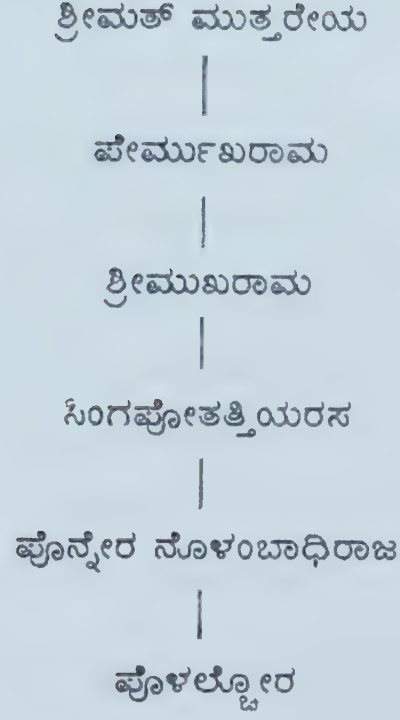 ಶ್ರೀಮತ್ ಮುತ್ತರೇಯ
ಪೇರ್ಮುಖರಾಮ
ಶ್ರೀಮುಖರಾಮ
ಸಿಂಗಪೋತತ್ತಿಯರಸ
ಪೊನ್ನೇರ ನೊಳಂಬಾಧಿರಾಜ
ಪೊಳಲ್ಚೋರ